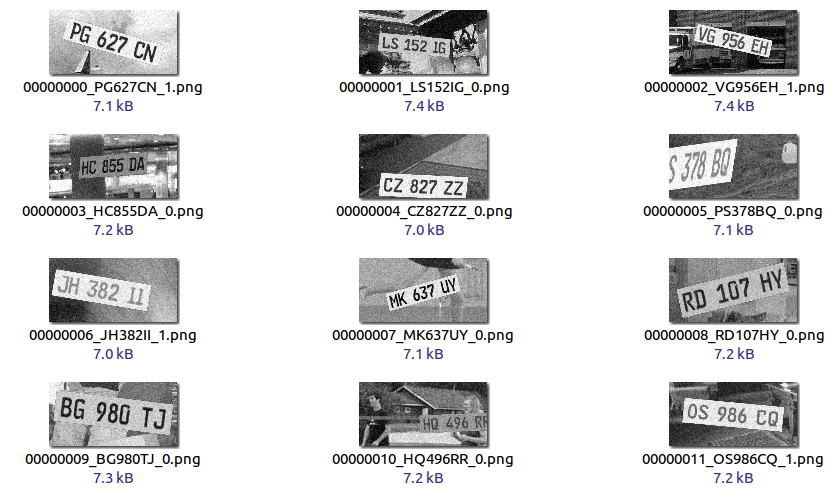 PG 627 CN
LS 152 IG
VG 956 EH
00000000_PG627CN_1.png
00000001_LS152IG_0.png
00000002_VG956EH_1.png
7.1 kB
7.4 kB
7.4 kB
HC 855 DA
CZ 827 ZZ
S 378 BQ
00000003_HC855DA_0.png
00000004_CZ827ZZ_0.png
00000005_PS378BQ_0.png
7.2 kB
7.0 kB
7.1 kB
JH 382 II
MK 637 UY
RD 107 HY
00000006_JH382II_1.png
00000007_MK637UY_0.png
00000008_RD107HY_0.png
7.0 kB
7.1 kB
7.2 kB
BG 980 TJ
HQ 496 RR
OS 986 CQ
00000009_BG980TJ_0.png
00000010_HQ496RR_0.png
00000011_OS986CQ_1.png
7.3 kB
7.2 kB
7.2 kB